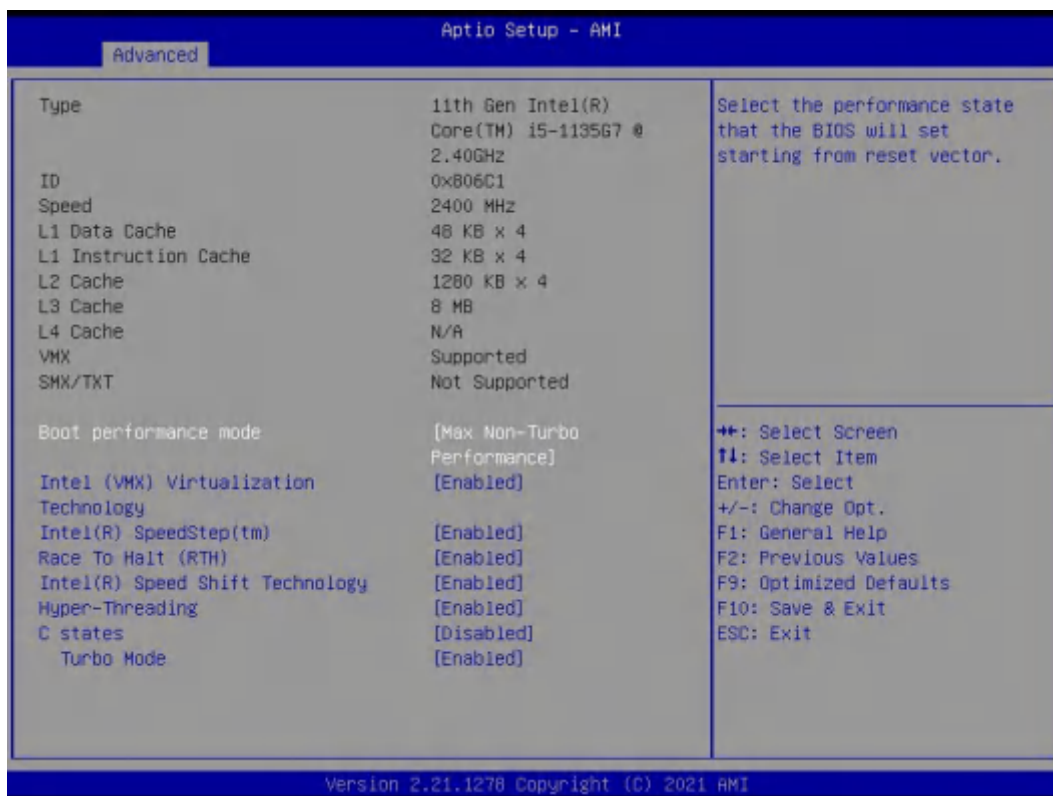 Aptio Setup - AMI
Advanced
Type 11th Gen Intel(R)
Core(TM) i5-1135G7 @
2.40GHz
ID 0x806C1
Speed 2400 MHz
L1 Data Cache 48 KB x 4
L1 Instruction Cache 32 KB x 4
L2 Cache 1280 KB x 4
L3 Cache 8 MB
L4 Cache N/A
VMX Supported
SMX/TXT Not Supported
Boot performance mode [Max Non-Turbo
Performance]
Intel (VMX) Virtualization [Enabled]
Technology
Intel(R) SpeedStep(tm) [Enabled]
Race To Halt (RTH) [Enabled]
Intel(R) Speed Shift Technology [Enabled]
Hyper-Threading [Enabled]
C states [Disabled]
Turbo Mode [Enabled]
Select the performance state
that the BIOS will set
starting from reset vector.
→←: Select Screen
↑↓: Select Item
Enter: Select
+/-: Change Opt.
F1: General Help
F2: Previous Values
F9: Optimized Defaults
F10: Save & Exit
ESC: Exit
Version 2.21.1278 Copyright (C) 2021 AMI